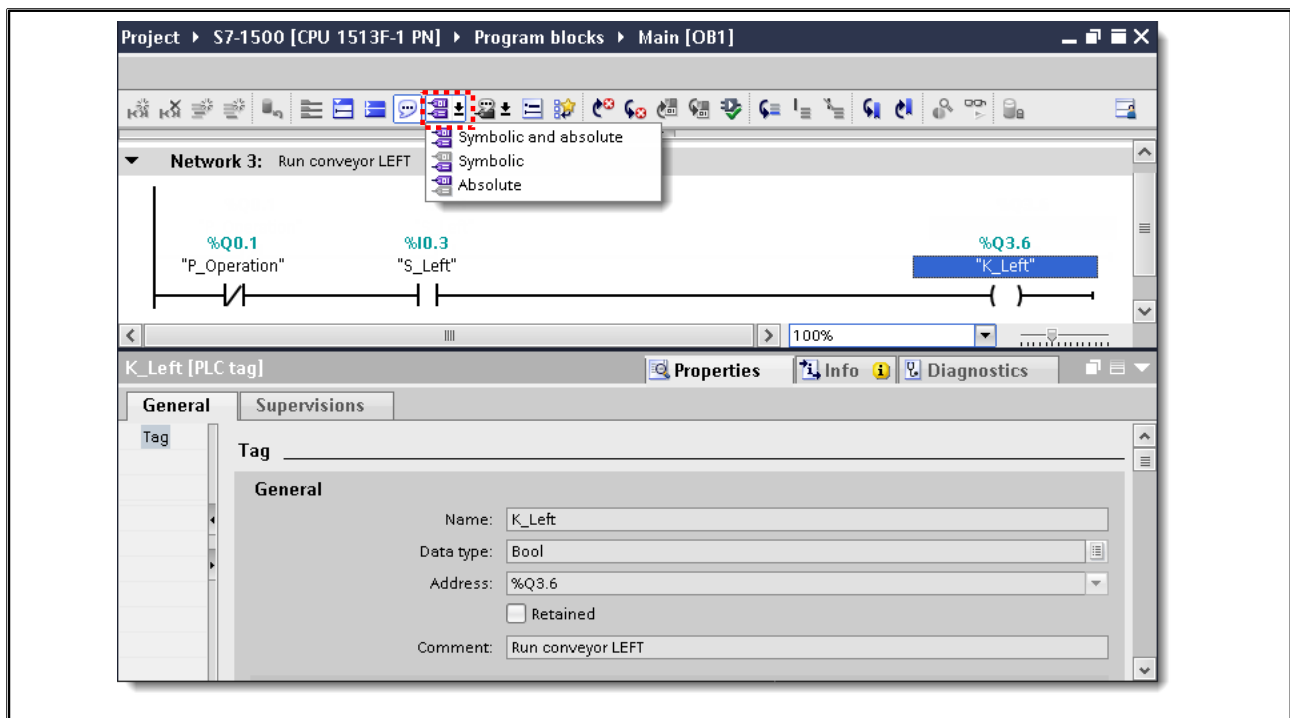 Project ▸ S7-1500 [CPU 1513F-1 PN] ▸ Program blocks ▸ Main [OB1]
Symbolic and absolute
Network 3: Run conveyor LEFT
Symbolic
Absolute
%Q0.1 %I0.3 %Q3.6
"P_Operation" "S_Left" "K_Left"
100%
K_Left [PLC tag] Properties Info Diagnostics
General Supervisions
Tag
Tag
General
Name: K_Left
Data type: Bool
Address: %Q3.6
Retained
Comment: Run conveyor LEFT